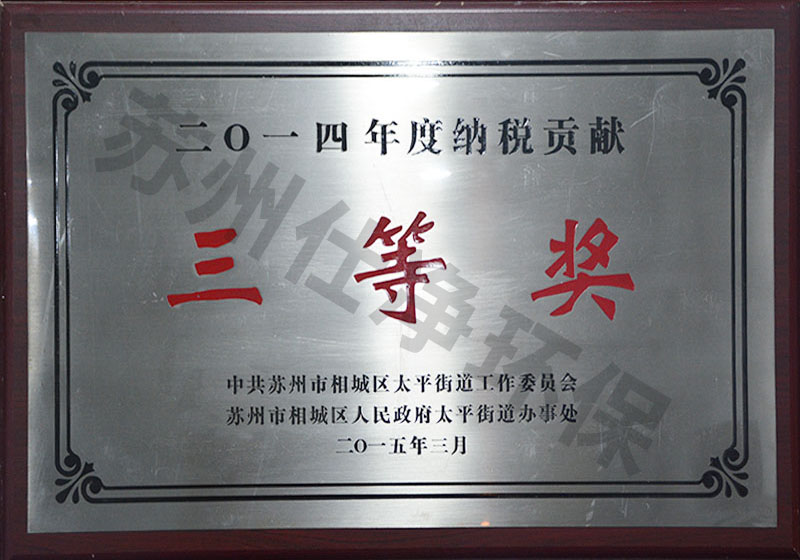 二〇一四年度纳税贡献
三等奖
中共苏州市相城区太平街道工作委员会
苏州市相城区人民政府太平街道办事处
二〇一五年三月
苏州仕净环保